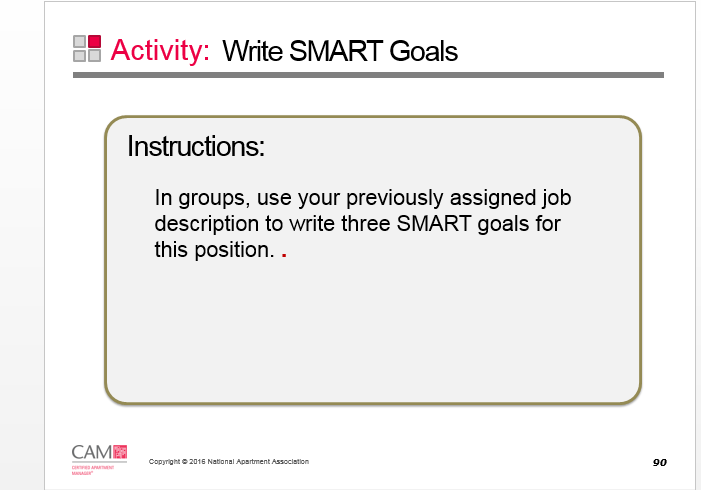 Activity: Write SMART Goals
Instructions:
In groups, use your previously assigned job
description to write three SMART goals for
this position. .
CAM
CERTIFIED APARTMENT
MANAGER
Copyright © 2016 National Apartment Association
90